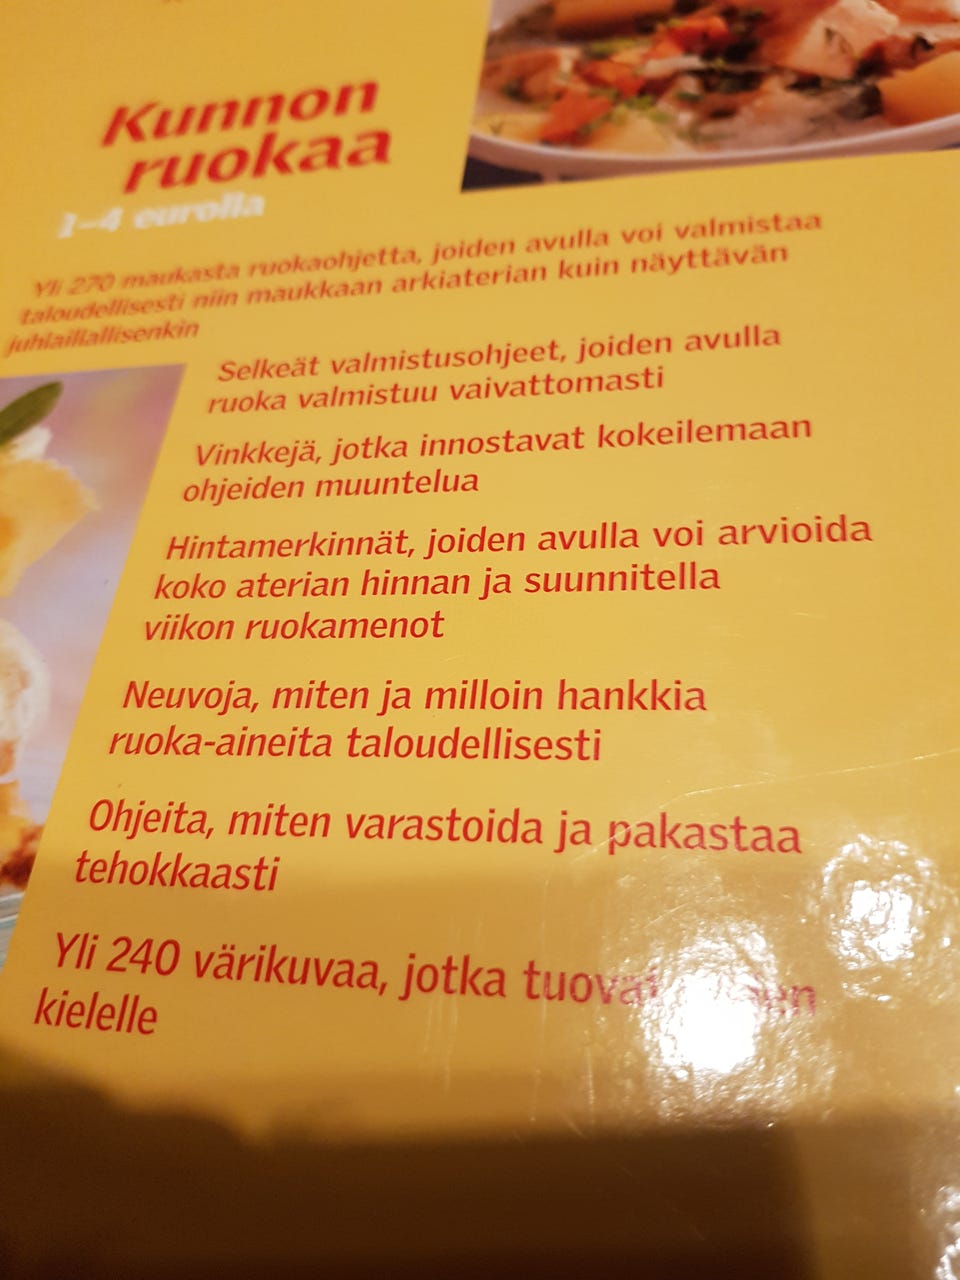 Kunnon
ruokaa
1–4 eurolla
Yli 270 maukasta ruokaohjetta, joiden avulla voi valmistaa
taloudellisesti niin maukkaan arkiaterian kuin näyttävän
juhlaillallisenkin
Selkeät valmistusohjeet, joiden avulla
ruoka valmistuu vaivattomasti
Vinkkejä, jotka innostavat kokeilemaan
ohjeiden muuntelua
Hintamerkinnät, joiden avulla voi arvioida
koko aterian hinnan ja suunnitella
viikon ruokamenot
Neuvoja, miten ja milloin hankkia
ruoka-aineita taloudellisesti
Ohjeita, miten varastoida ja pakastaa
tehokkaasti
Yli 240 värikuvaa, jotka tuovat
kielelle